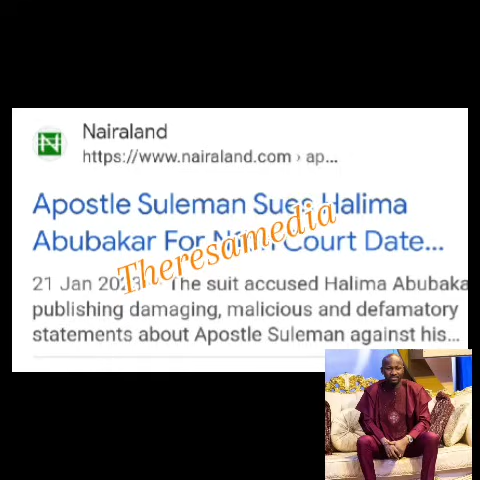 Nairaland
https://www.nairaland.com › ap...
Apostle Suleman Sues Halima
Abubakar For Court Date...
Theresamedia
21 Jan The suit accused Halima Abubaka
publishing damaging, malicious and defamatory
statements about Apostle Suleman against his...